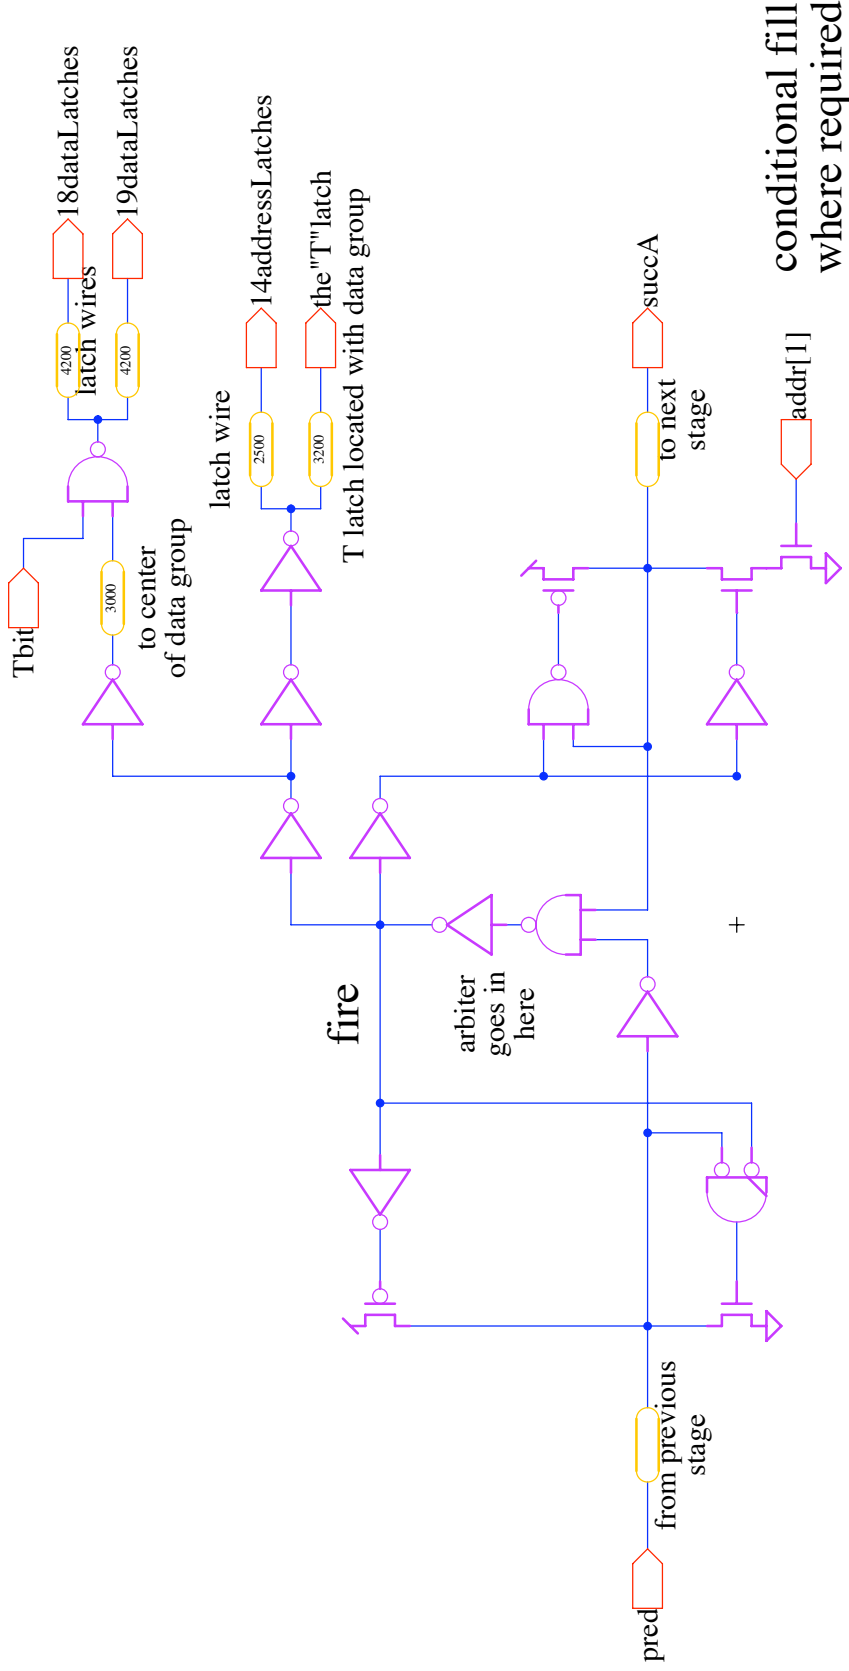 18dataLatches
4200
latch wires
19dataLatches
4200
Tbit
3000
to center
of data group
latch wire
14addressLatches
2500
the"T"latch
3200
T latch located with data group
fire
arbiter
goes in
here
pred
from previous
stage
succA
to next
stage
addr[1]
+
conditional fill
where required